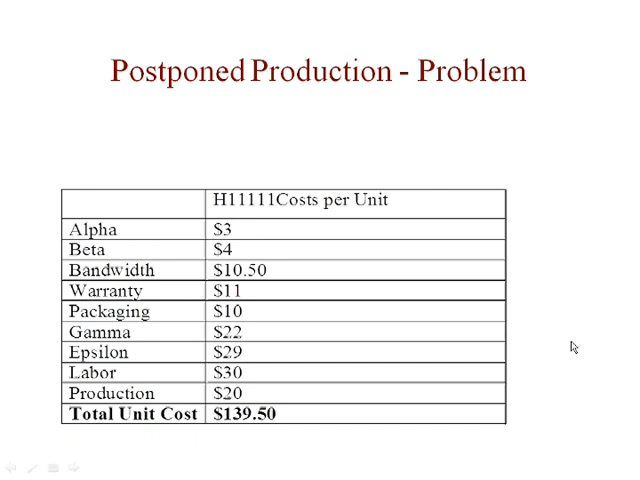 Postponed Production - Problem
H11111Costs per Unit
Alpha $3
Beta $4
Bandwidth $10.50
Warranty $11
Packaging $10
Gamma $22
Epsilon $29
Labor $30
Production $20
Total Unit Cost $139.50